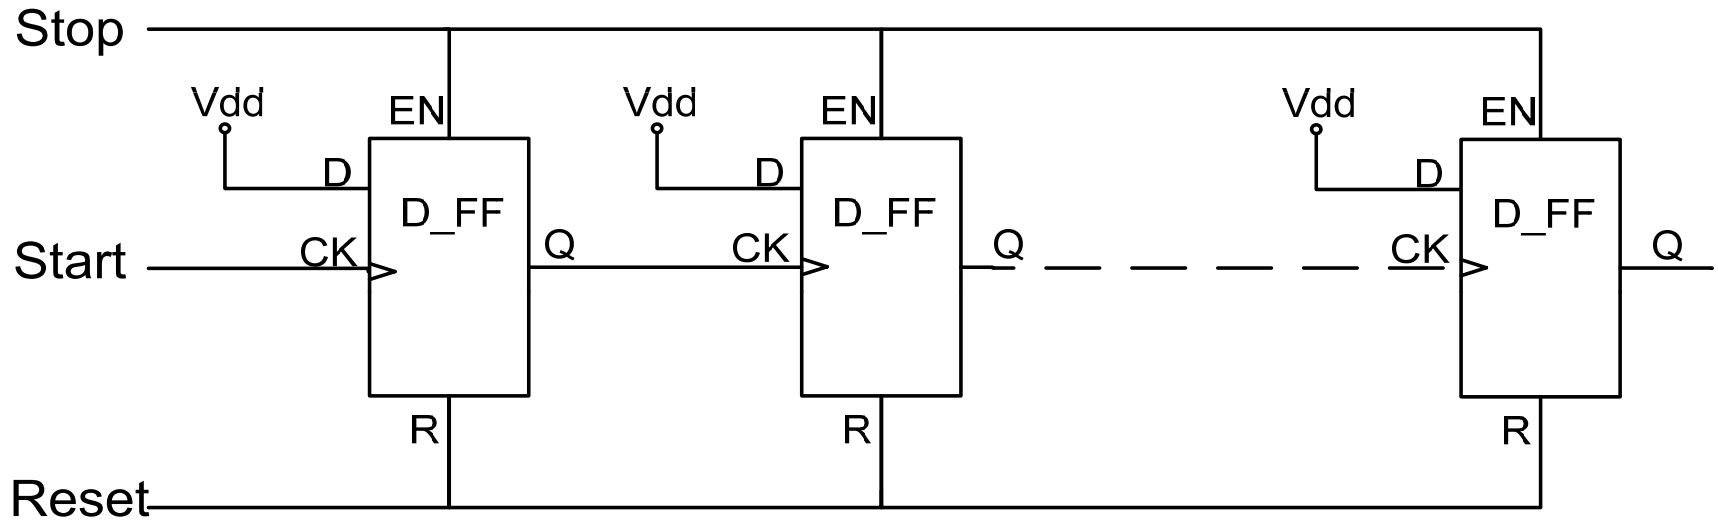 Stop
Vdd EN Vdd EN Vdd EN
D D D
D_FF D_FF D_FF
Start CK Q CK Q CK Q
R R R
Reset